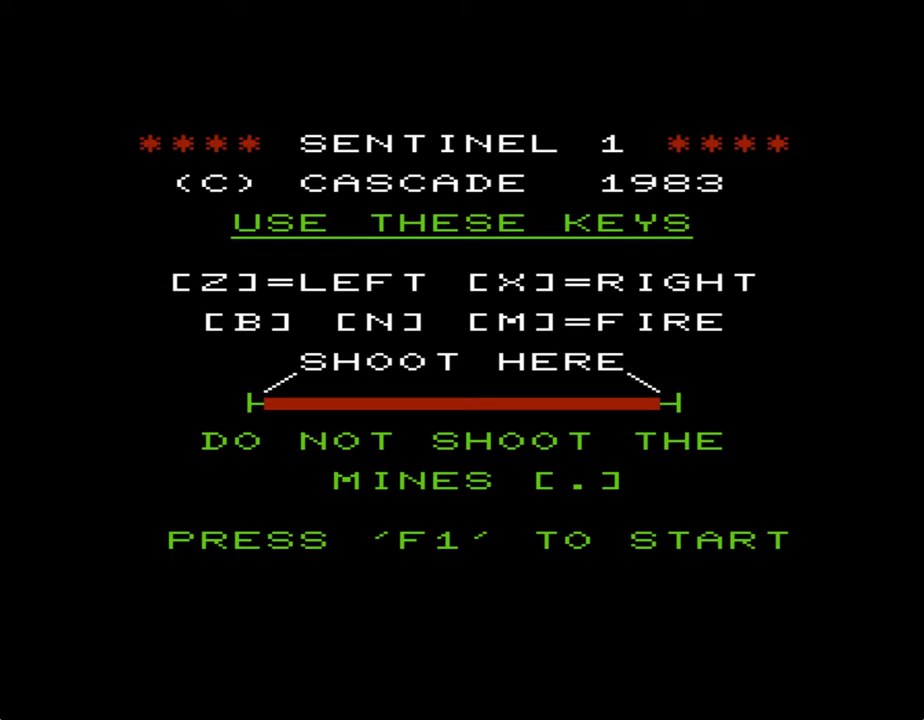 **** SENTINEL 1 ****
(C) CASCADE 1983
USE THESE KEYS
[Z]=LEFT [X]=RIGHT
[B] [N] [M]=FIRE
SHOOT HERE
DO NOT SHOOT THE
MINES [.]
PRESS 'F1' TO START